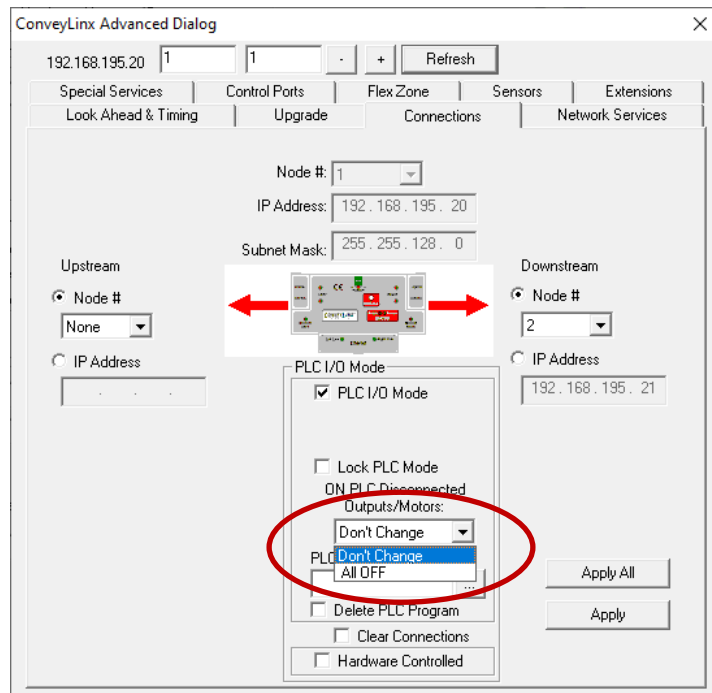 ConveyLinx Advanced Dialog
192.168.195.20 1 1 - + Refresh
Special Services Control Ports Flex Zone Sensors Extensions
Look Ahead & Timing Upgrade Connections Network Services
Node #: 1
IP Address: 192 . 168 . 195 . 20
Subnet Mask: 255 . 255 . 128 . 0
Upstream
Node #
None
IP Address
. . .
Downstream
Node #
2
IP Address
192 . 168 . 195 . 21
PLC I/O Mode
PLC I/O Mode
Lock PLC Mode
ON PLC Disconnected
Outputs/Motors:
Don't Change
Don't Change
All OFF
...
Delete PLC Program
Clear Connections
Hardware Controlled
Apply All
Apply